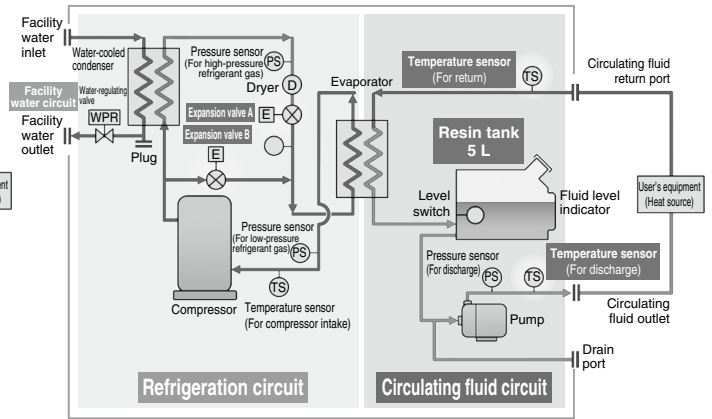 Facility
water
inlet
Water-cooled
condenser
Pressure sensor
(For high-pressure
refrigerant gas)
PS
Dryer
D
Facility
water circuit
Water-regulating
valve
WPR
Facility
water
outlet
Plug
Expansion valve A
E
Expansion valve B
E
Evaporator
Temperature sensor
(For return)
TS
Circulating fluid
return port
Resin tank
5 L
Level
switch
Fluid level
indicator
User's equipment
(Heat source)
Pressure sensor
(For low-pressure
refrigerant gas)
PS
TS
Temperature sensor
(For compressor intake)
Compressor
Pressure sensor
(For discharge)
PS
TS
Temperature sensor
(For discharge)
Pump
Circulating
fluid outlet
Drain
port
Refrigeration circuit
Circulating fluid circuit